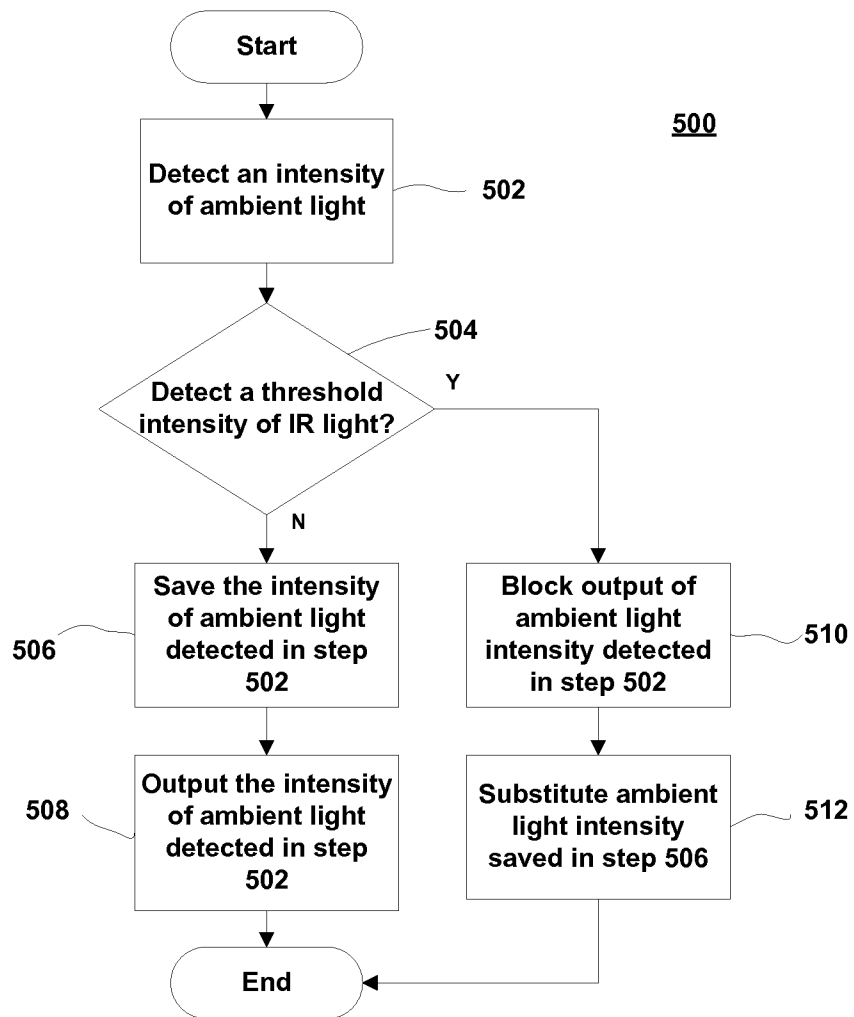 Start
500
Detect an intensity
of ambient light
502
504
Detect a threshold
intensity of IR light?
Y
N
Save the intensity
of ambient light
detected in step
502
506
Block output of
ambient light
intensity detected
in step 502
510
Output the intensity
of ambient light
detected in step
502
508
Substitute ambient
light intensity
saved in step 506
512
End